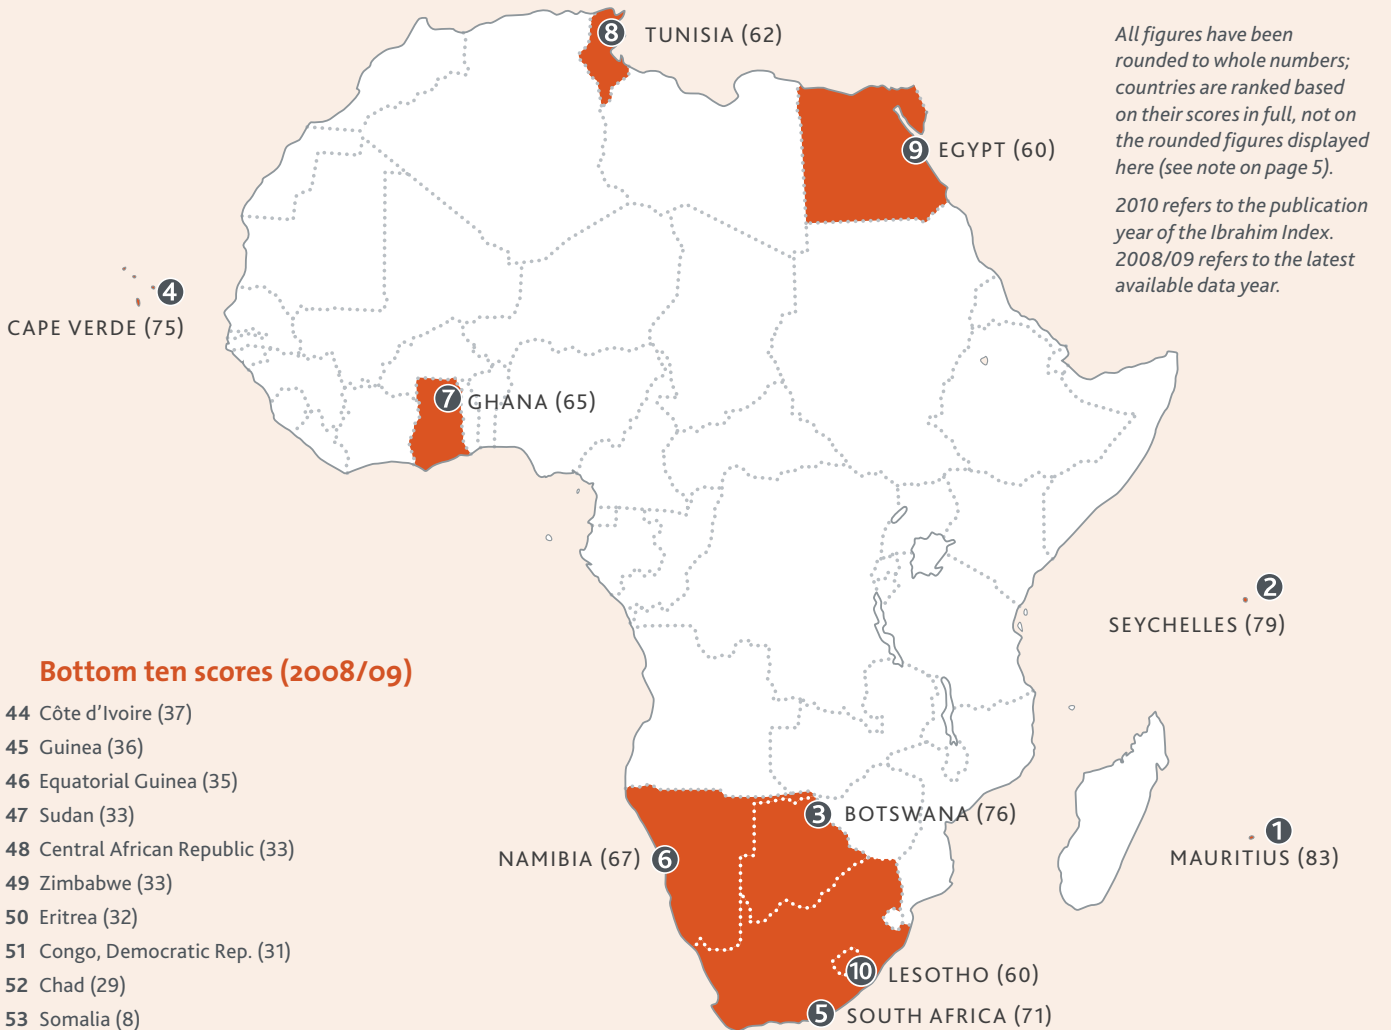 8 TUNISIA (62)
All figures have been
rounded to whole numbers;
countries are ranked based
on their scores in full, not on
the rounded figures displayed
here (see note on page 5).
2010 refers to the publication
year of the Ibrahim Index.
2008/09 refers to the latest
available data year.
9 EGYPT (60)
4
CAPE VERDE (75)
7 GHANA (65)
2
SEYCHELLES (79)
Bottom ten scores (2008/09)
44 Côte d'Ivoire (37)
45 Guinea (36)
46 Equatorial Guinea (35)
47 Sudan (33)
48 Central African Republic (33)
49 Zimbabwe (33)
50 Eritrea (32)
51 Congo, Democratic Rep. (31)
52 Chad (29)
53 Somalia (8)
3 BOTSWANA (76)
1
MAURITIUS (83)
NAMIBIA (67) 6
10 LESOTHO (60)
5 SOUTH AFRICA (71)